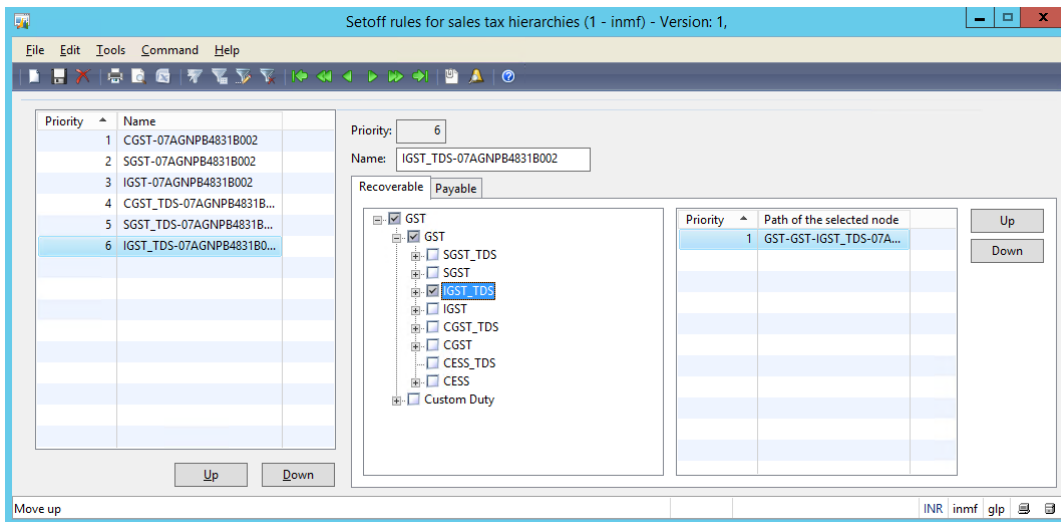 Setoff rules for sales tax hierarchies (1 - inmf) - Version: 1,
File Edit Tools Command Help
Priority Name
1 CGST-07AGNPB4831B002
2 SGST-07AGNPB4831B002
3 IGST-07AGNPB4831B002
4 CGST_TDS-07AGNPB4831B...
5 SGST_TDS-07AGNPB4831B...
6 IGST_TDS-07AGNPB4831B0...
Up Down
Priority: 6
Name: IGST_TDS-07AGNPB4831B002
Recoverable Payable
GST
GST
SGST_TDS
SGST
IGST_TDS
IGST
CGST_TDS
CGST
CESS_TDS
CESS
Custom Duty
Priority Path of the selected node
1 GST-GST-IGST_TDS-07A...
Up
Down
Move up
INR inmf glp